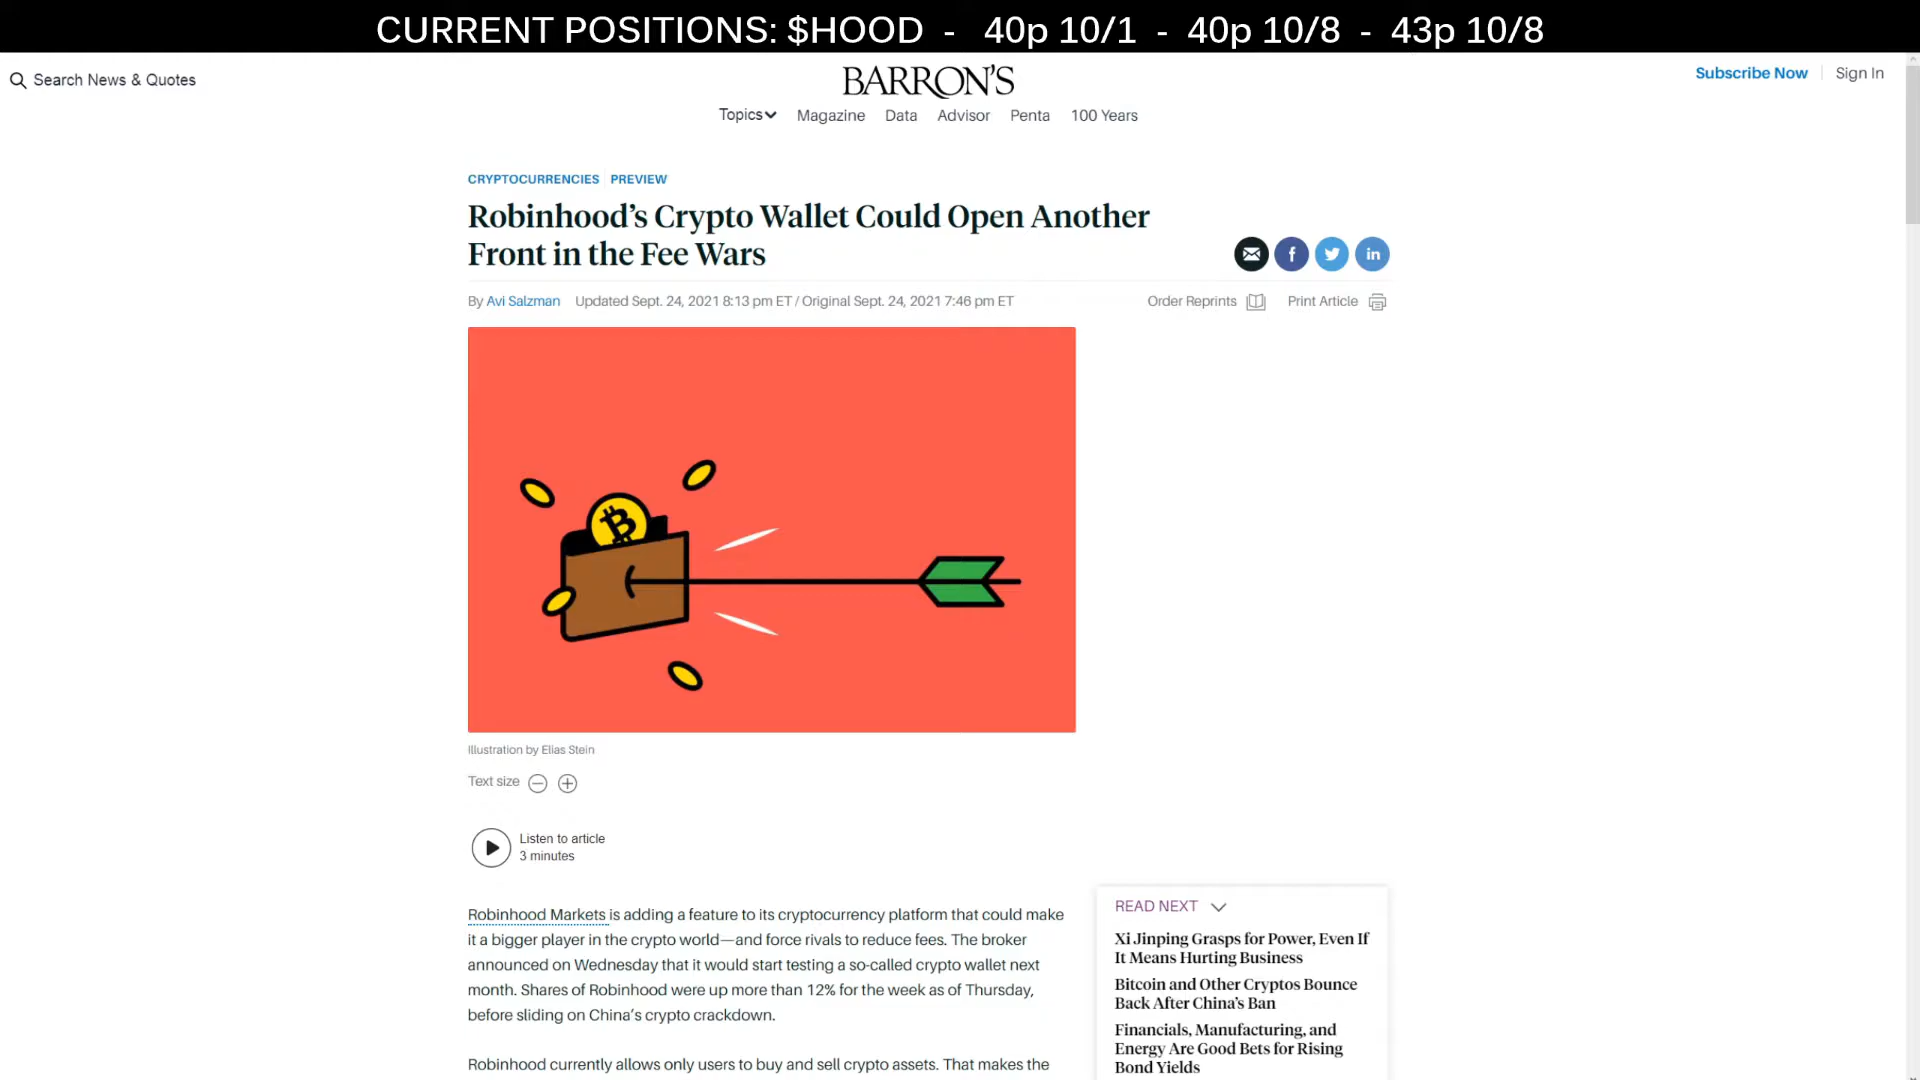 CURRENT POSITIONS: $HOOD - 40p 10/1 - 40p 10/8 - 43p 10/8
Search News & Quotes
BARRON'S
Subscribe Now
Sign In
Topics Magazine Data Advisor Penta 100 Years
CRYPTOCURRENCIES PREVIEW
Robinhood’s Crypto Wallet Could Open Another
Front in the Fee Wars
By Avi Salzman Updated Sept. 24, 2021 8:13 pm ET / Original Sept. 24, 2021 7:46 pm ET
Order Reprints Print Article
Illustration by Elias Stein
Text size
Listen to article
3 minutes
Robinhood Markets is adding a feature to its cryptocurrency platform that could make
it a bigger player in the crypto world—and force rivals to reduce fees. The broker
announced on Wednesday that it would start testing a so-called crypto wallet next
month. Shares of Robinhood were up more than 12% for the week as of Thursday,
before sliding on China’s crypto crackdown.
Robinhood currently allows only users to buy and sell crypto assets. That makes the
READ NEXT
Xi Jinping Grasps for Power, Even If
It Means Hurting Business
Bitcoin and Other Cryptos Bounce
Back After China’s Ban
Financials, Manufacturing, and
Energy Are Good Bets for Rising
Bond Yields